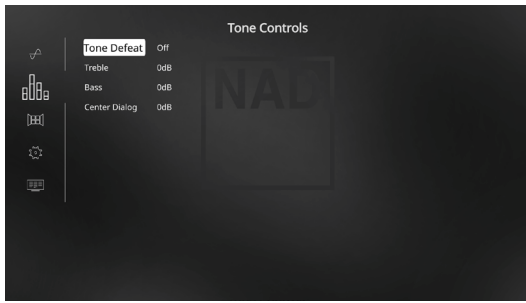 Tone Controls
Tone Defeat Off
Treble 0dB
Bass 0dB
Center Dialog 0dB
NAD